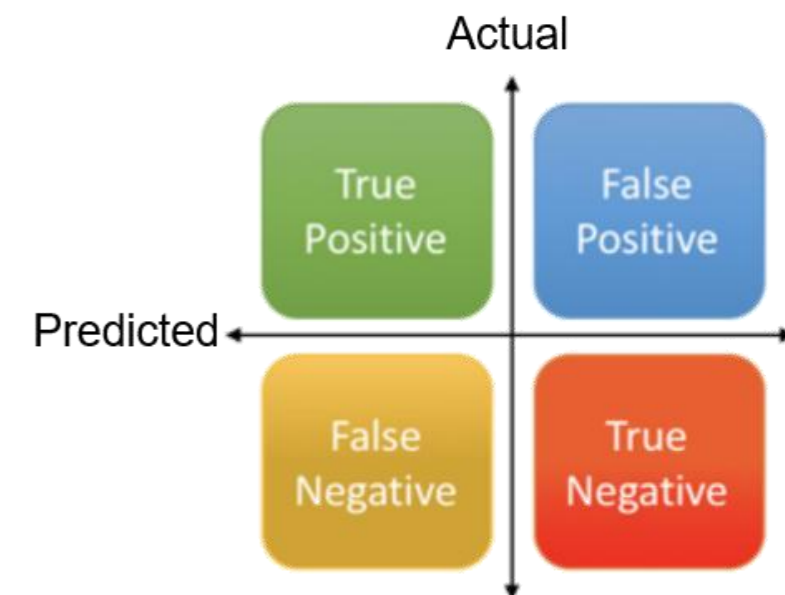 Actual
True
Positive
False
Positive
Predicted
False
Negative
True
Negative